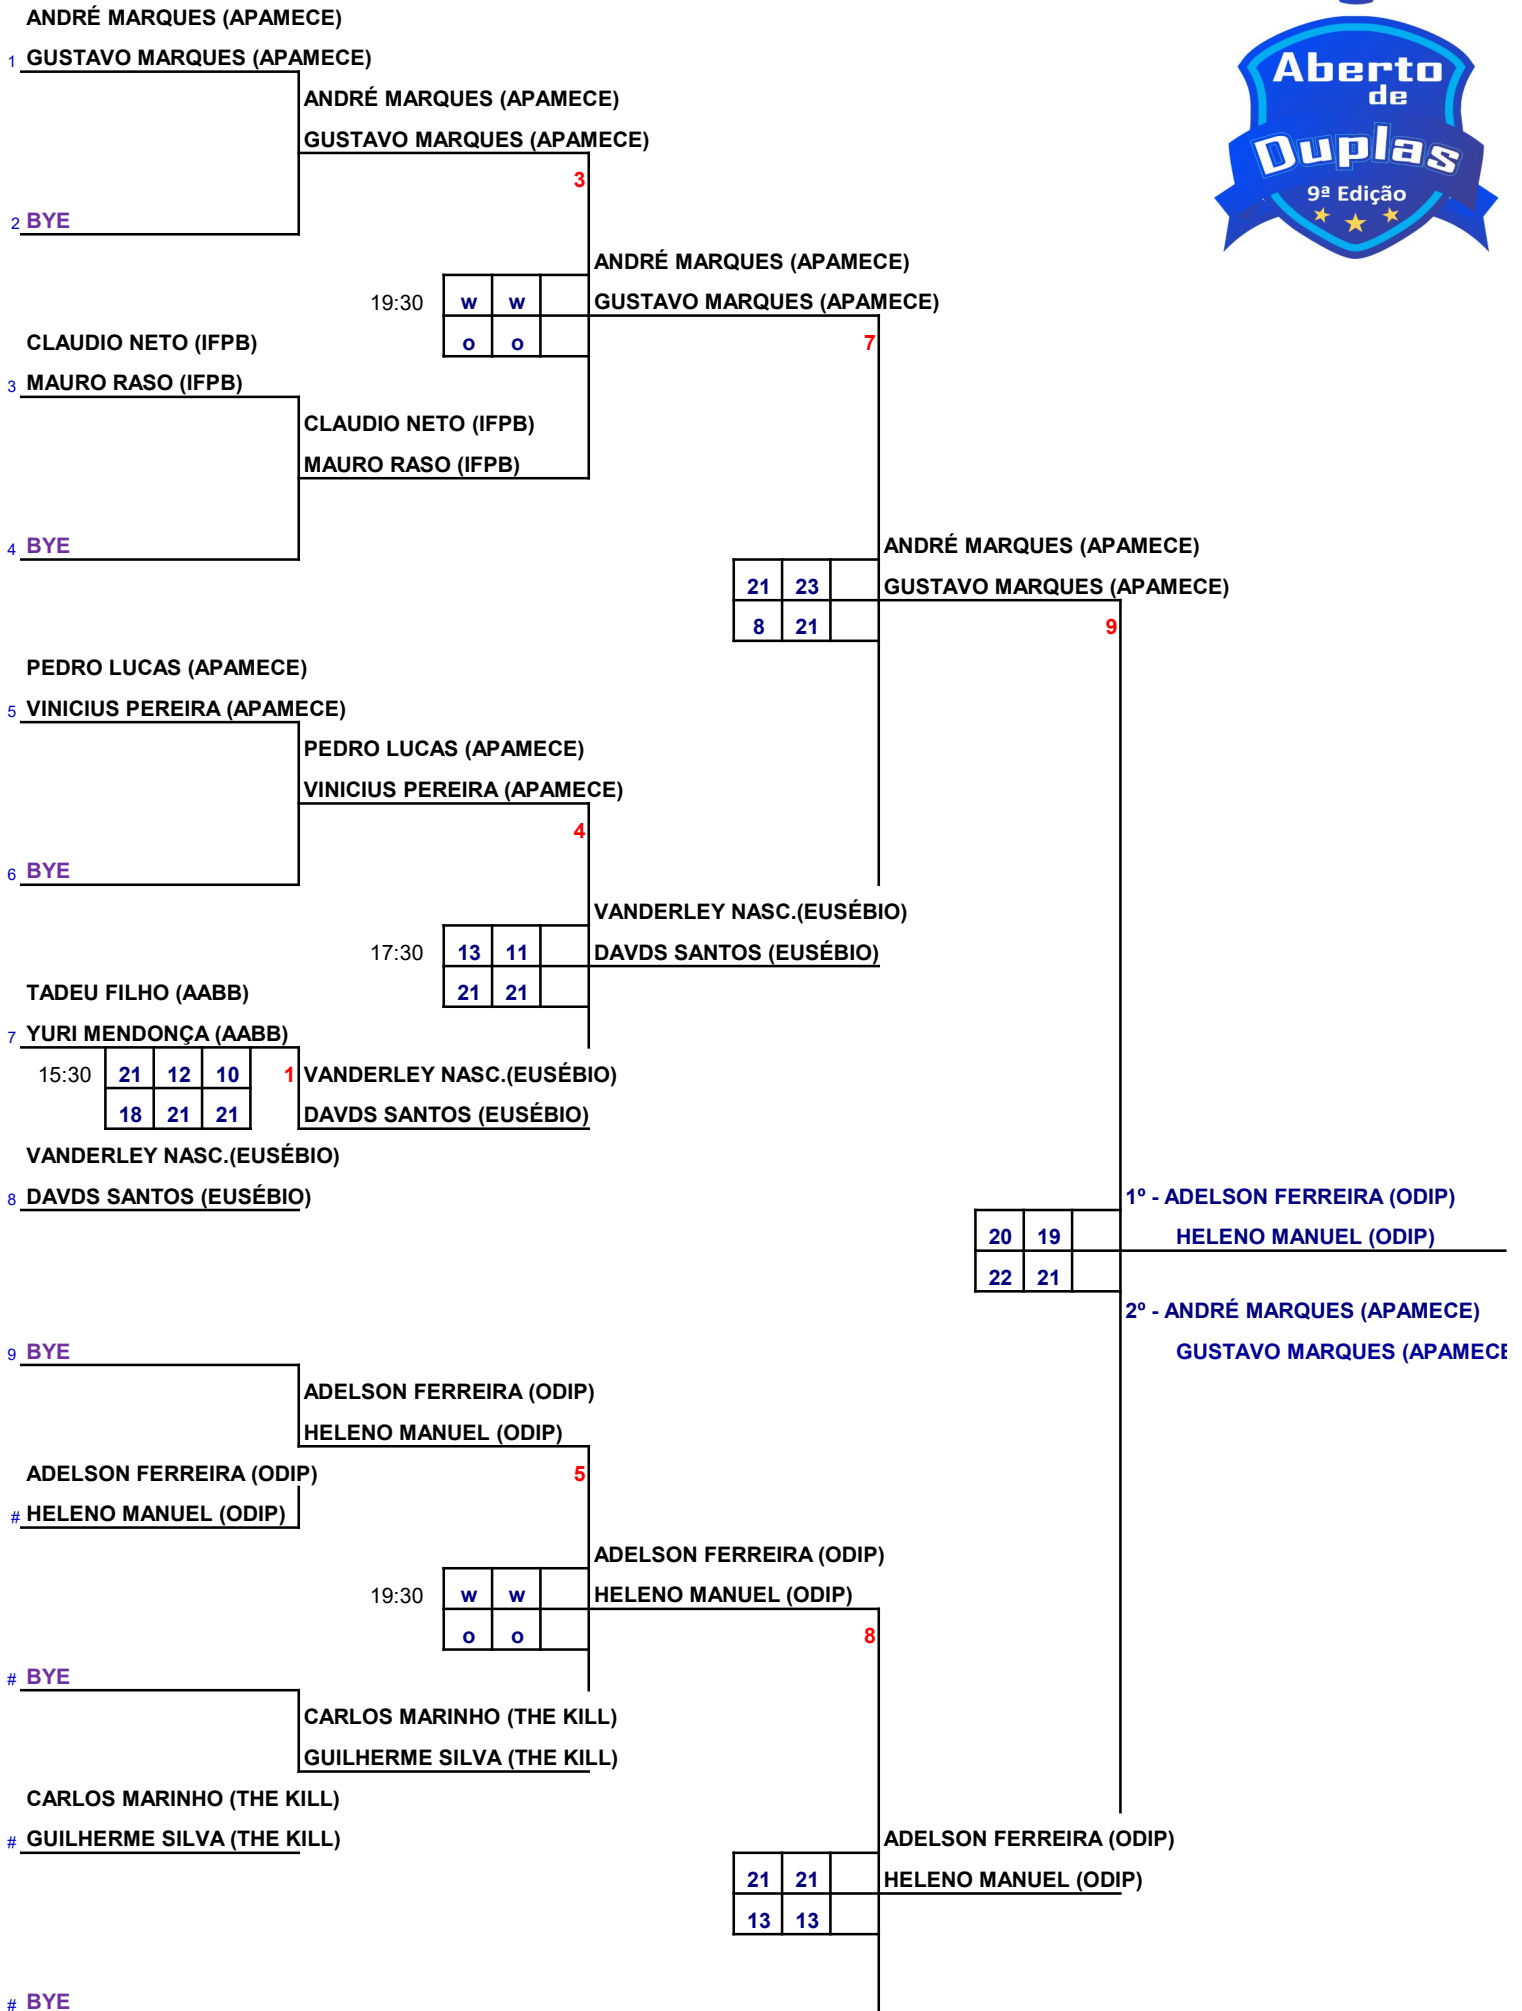 ANDRÉ MARQUES (APAMECE)
1 GUSTAVO MARQUES (APAMECE)
Aberto
de
Duplas
9ª Edição
ANDRÉ MARQUES (APAMECE)
GUSTAVO MARQUES (APAMECE)
3
2 BYE
ANDRÉ MARQUES (APAMECE)
19:30 w w GUSTAVO MARQUES (APAMECE)
o o 7
CLAUDIO NETO (IFPB)
3 MAURO RASO (IFPB)
CLAUDIO NETO (IFPB)
MAURO RASO (IFPB)
4 BYE
ANDRÉ MARQUES (APAMECE)
21 23 GUSTAVO MARQUES (APAMECE)
8 21 9
PEDRO LUCAS (APAMECE)
5 VINICIUS PEREIRA (APAMECE)
PEDRO LUCAS (APAMECE)
VINICIUS PEREIRA (APAMECE)
4
6 BYE
VANDERLEY NASC.(EUSÉBIO)
17:30 13 11 DAVDS SANTOS (EUSÉBIO)
21 21
TADEU FILHO (AABB)
7 YURI MENDONÇA (AABB)
15:30 21 12 10 1 VANDERLEY NASC.(EUSÉBIO)
18 21 21 DAVDS SANTOS (EUSÉBIO)
VANDERLEY NASC.(EUSÉBIO)
8 DAVDS SANTOS (EUSÉBIO)
1º - ADELSON FERREIRA (ODIP)
20 19 HELENO MANUEL (ODIP)
22 21
2º - ANDRÉ MARQUES (APAMECE)
GUSTAVO MARQUES (APAMECE
9 BYE
ADELSON FERREIRA (ODIP)
HELENO MANUEL (ODIP)
ADELSON FERREIRA (ODIP) 5
# HELENO MANUEL (ODIP)
ADELSON FERREIRA (ODIP)
19:30 w w HELENO MANUEL (ODIP)
o o 8
# BYE
CARLOS MARINHO (THE KILL)
GUILHERME SILVA (THE KILL)
CARLOS MARINHO (THE KILL)
# GUILHERME SILVA (THE KILL)
ADELSON FERREIRA (ODIP)
21 21 HELENO MANUEL (ODIP)
13 13
# BYE